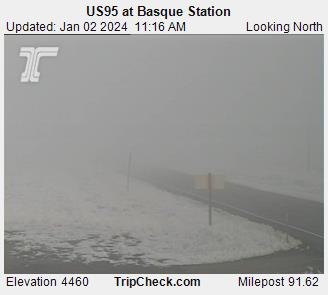 US95 at Basque Station
Updated: Jan 02 2024 11:16 AM Looking North
Elevation 4460 TripCheck.com Milepost 91.62